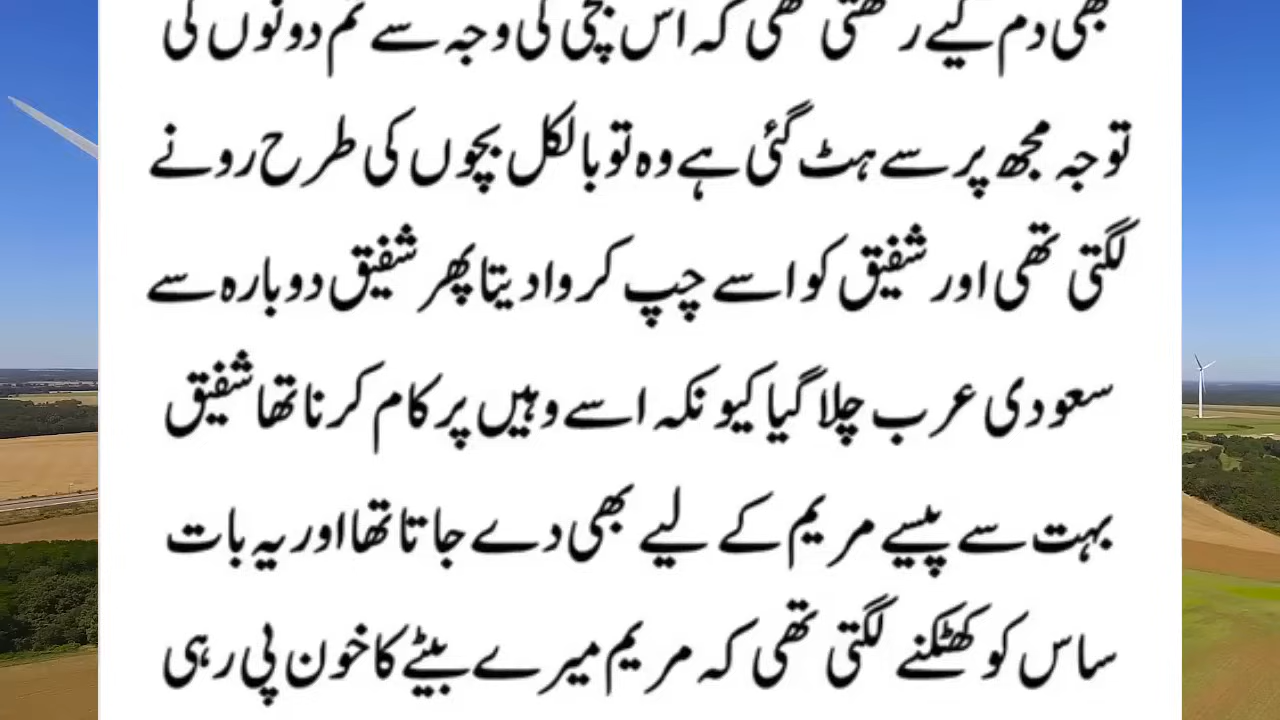 بھی دم کیے رکھتی تھی کہ اس بچی کی وجہ سے تم دونوں کی
توجہ مجھ پر سے ہٹ گئی ہے وہ تو بالکل بچوں کی طرح رونے
لگتی تھی اور شفیق کو اسے چپ کروا دیتا پھر شفیق دوبارہ سے
سعودی عرب چلا گیا کیونکہ اسے وہیں پر کام کرنا تھا شفیق
بہت سے پیسے مریم کے لیے بھی دے جاتا تھا اور یہ بات
ساس کو کھٹکنے لگتی تھی کہ مریم میرے بیٹے کا خون پی رہی